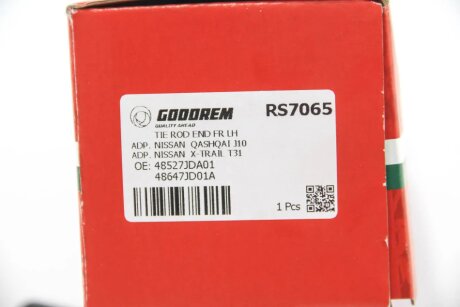 GODOREM
QUALITY AHEAD
RS7065
TIE ROD END FR LH
ADP. NISSAN QASHQAI J10
ADP. NISSAN X-TRAIL T31
OE: 48527JDA01
48647JD01A
1 Pcs